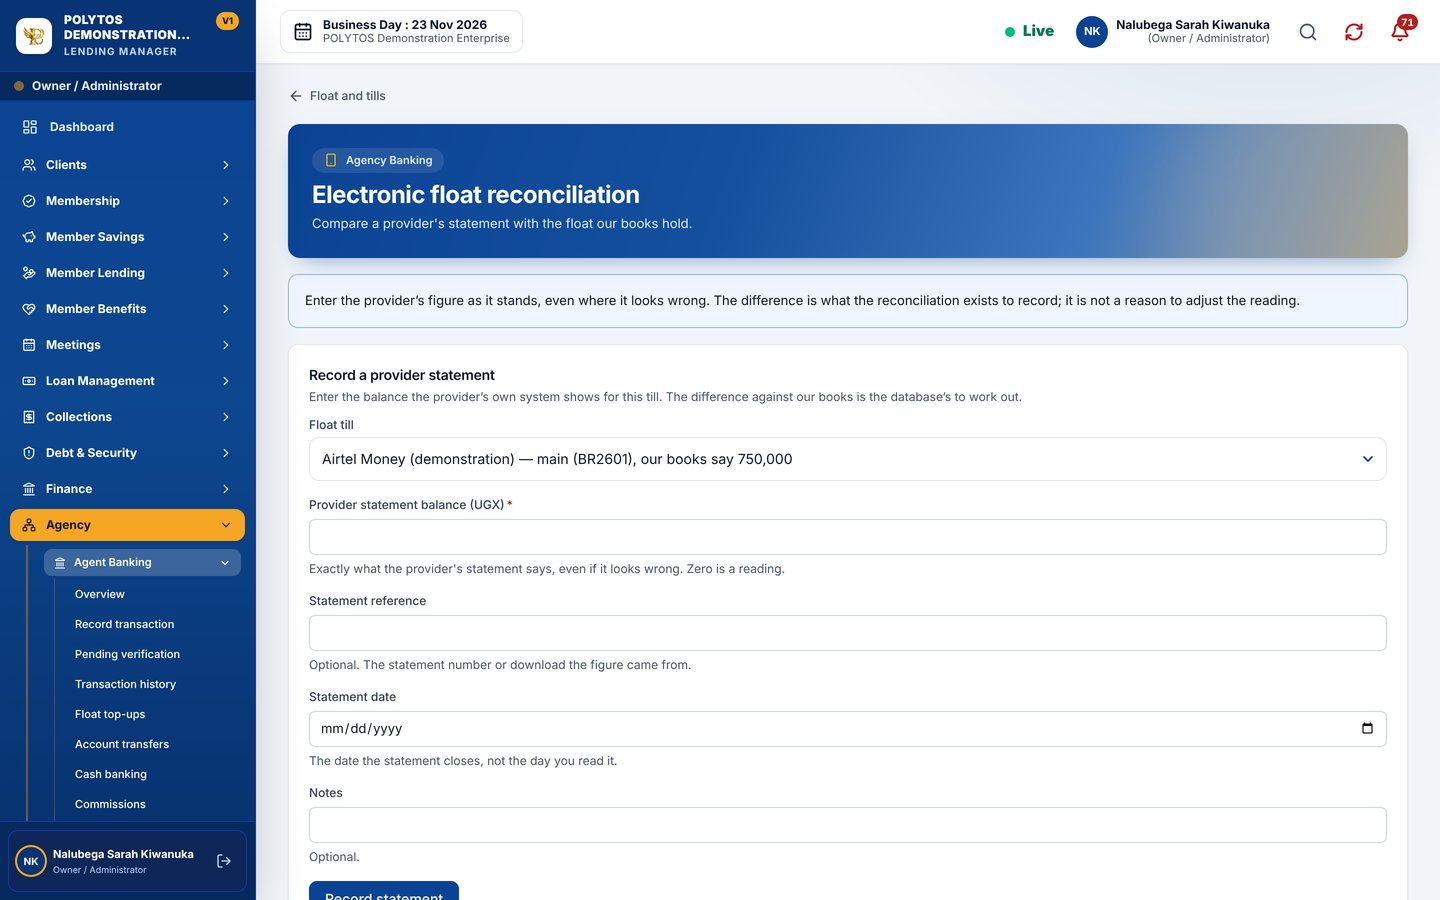 POLYTOS
DEMONSTRATION...
LENDING MANAGER
V1
Owner / Administrator
Dashboard
Clients
Membership
Member Savings
Member Lending
Member Benefits
Meetings
Loan Management
Collections
Debt & Security
Finance
Agency
Agent Banking
Overview
Record transaction
Pending verification
Transaction history
Float top-ups
Account transfers
Cash banking
Commissions
NK
Nalubega Sarah Kiwanuka
Owner / Administrator
Business Day : 23 Nov 2026
POLYTOS Demonstration Enterprise
Live
NK
Nalubega Sarah Kiwanuka
(Owner / Administrator)
71
Float and tills
Agency Banking
Electronic float reconciliation
Compare a provider's statement with the float our books hold.
Enter the provider’s figure as it stands, even where it looks wrong. The difference is what the reconciliation exists to record; it is not a reason to adjust the reading.
Record a provider statement
Enter the balance the provider’s own system shows for this till. The difference against our books is the database’s to work out.
Float till
Airtel Money (demonstration) — main (BR2601), our books say 750,000
Provider statement balance (UGX) *
Exactly what the provider's statement says, even if it looks wrong. Zero is a reading.
Statement reference
Optional. The statement number or download the figure came from.
Statement date
mm/dd/yyyy
The date the statement closes, not the day you read it.
Notes
Optional.
Record statement